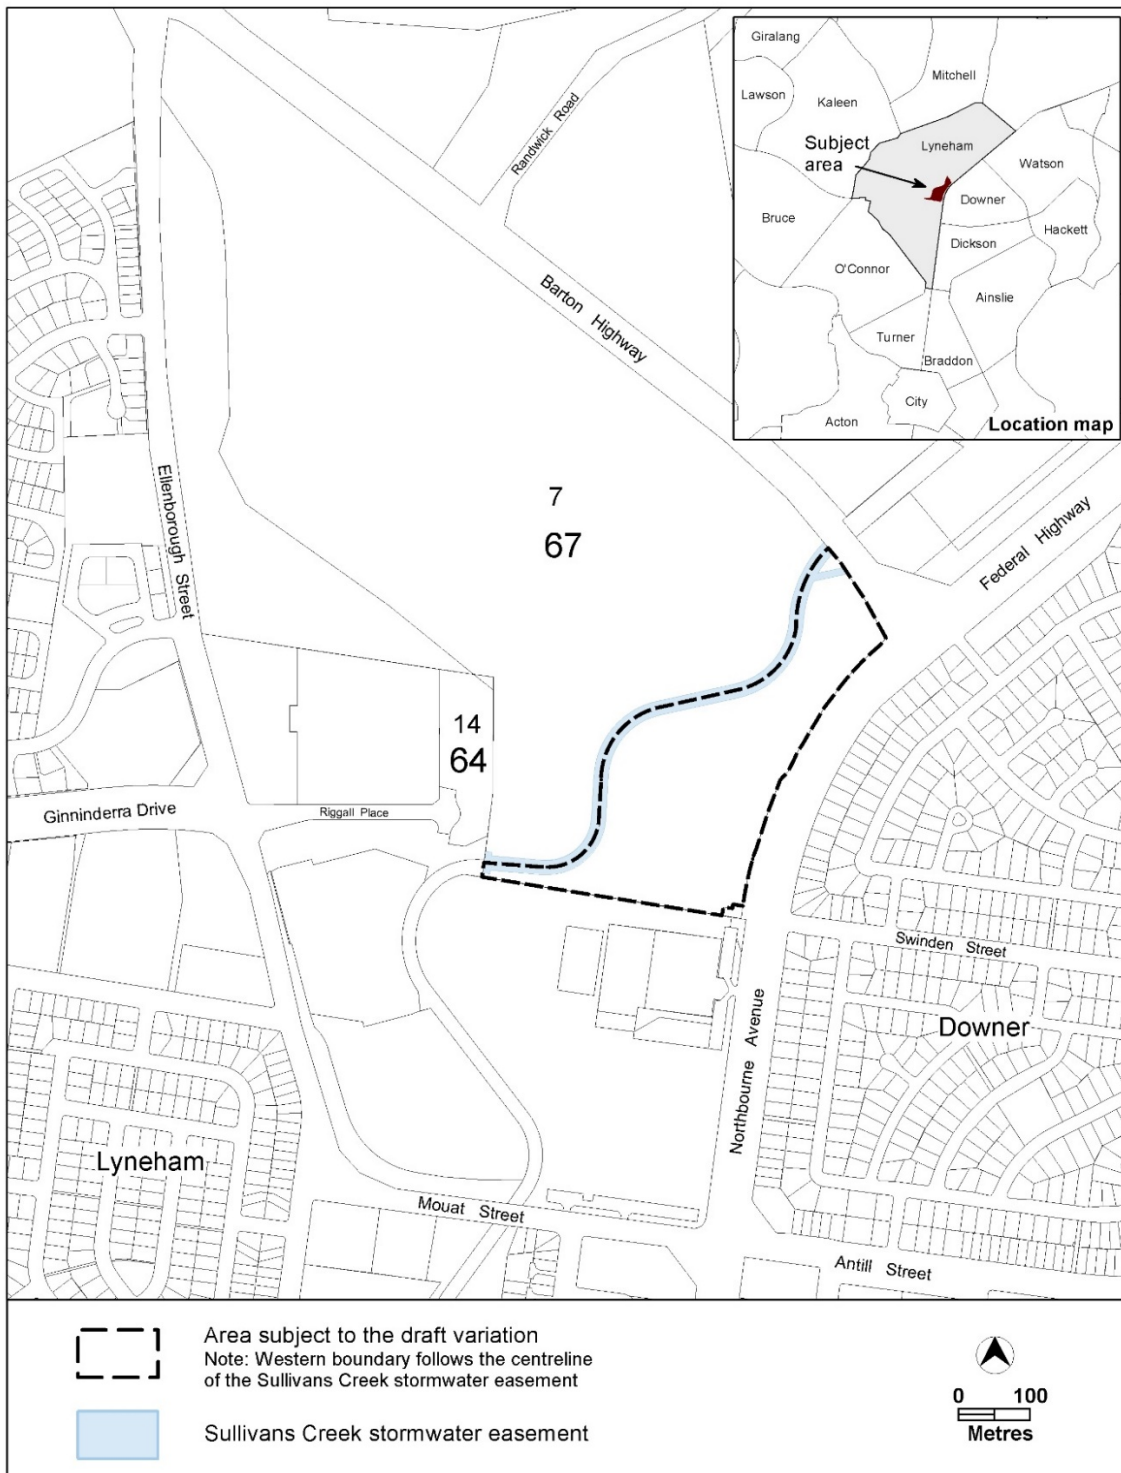 Giralang
Mitchell
Lawson
Kaleen
Subject
area
Lyneham
Watson
Downer
Bruce
Hackett
Dickson
O'Connor
Ainslie
Turner
Braddon
City
Acton
Location map
Randwick Road
Barton Highway
Federal Highway
Ellenborough Street
7
67
14
64
Ginninderra Drive
Riggall Place
Swinden Street
Northbourne Avenue
Downer
Lyneham
Mouat Street
Antill Street
Area subject to the draft variation
Note: Western boundary follows the centreline
of the Sullivans Creek stormwater easement
Sullivans Creek stormwater easement
0 100
Metres